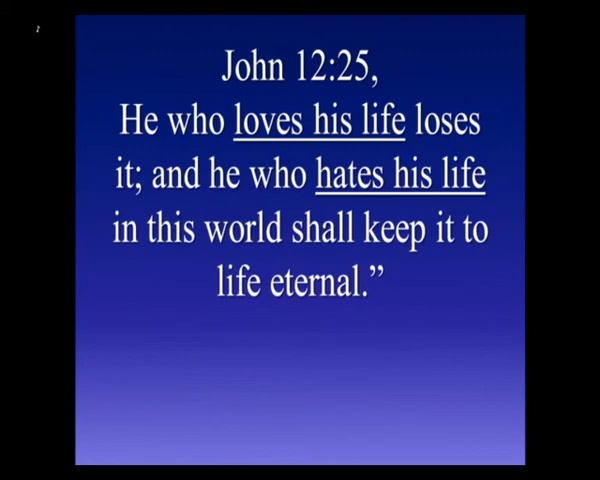 John 12:25,
He who loves his life loses
it; and he who hates his life
in this world shall keep it to
life eternal.”